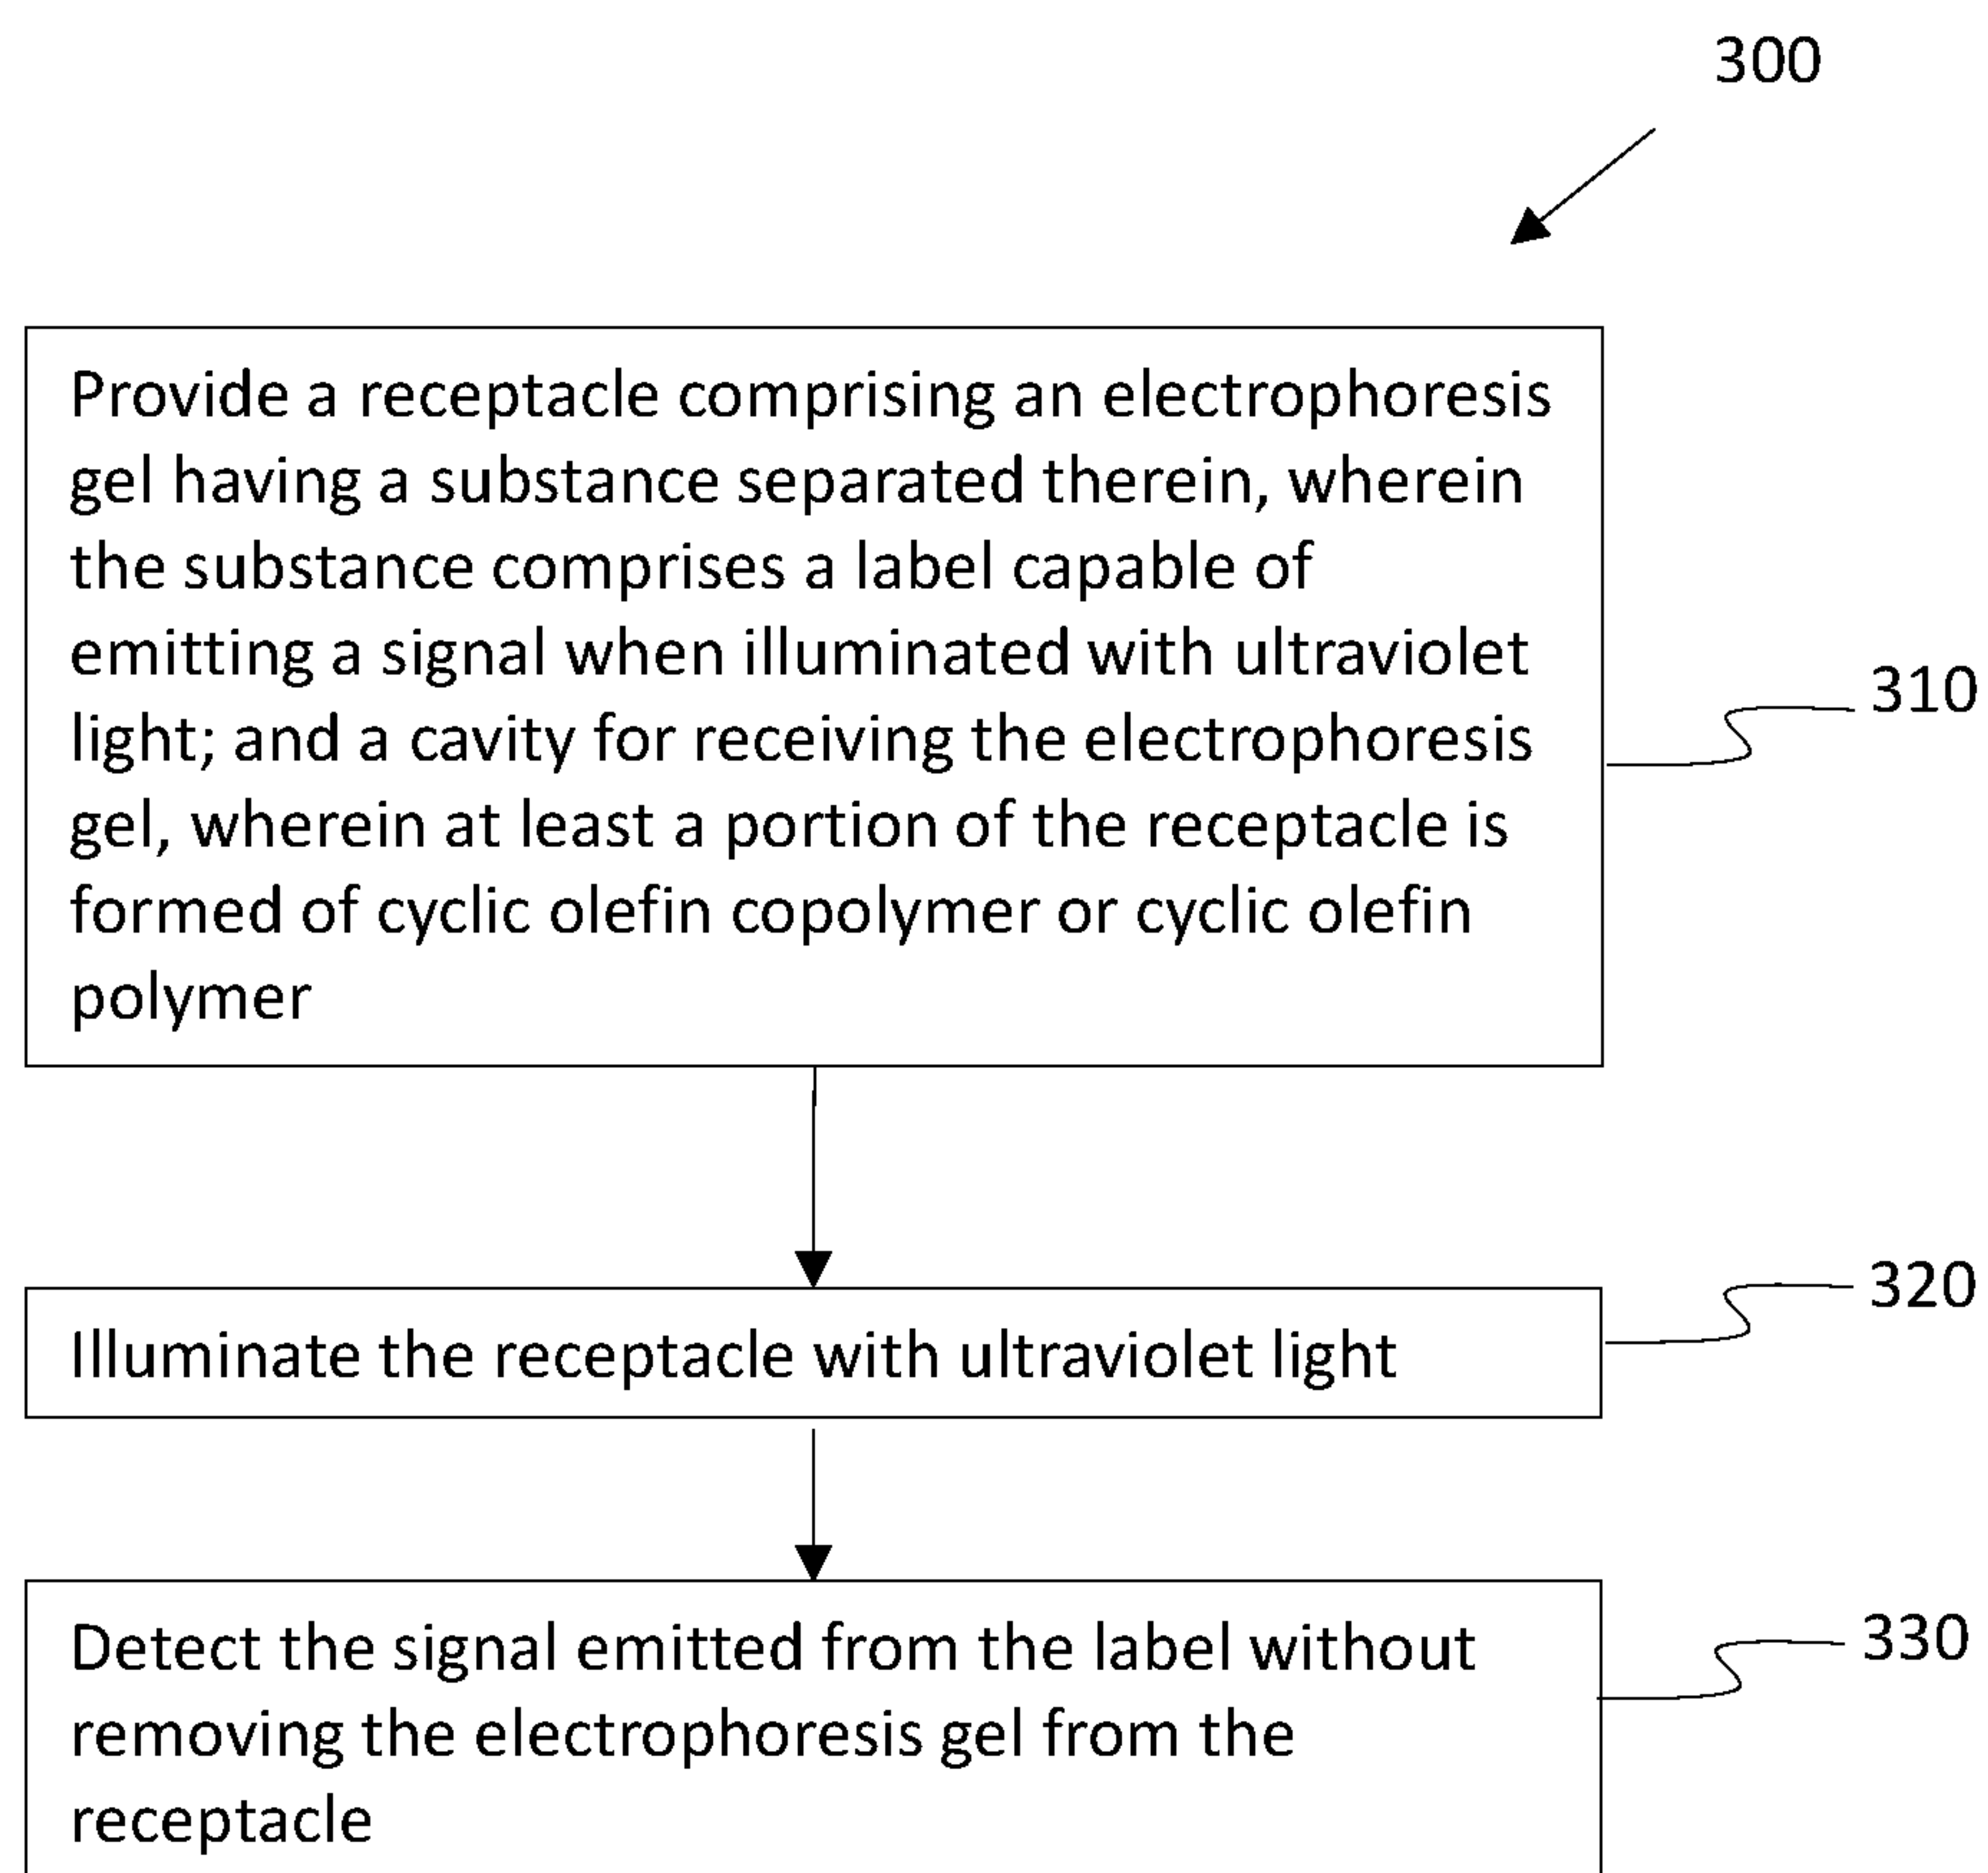 300
Provide a receptacle comprising an electrophoresis
gel having a substance separated therein, wherein
the substance comprises a label capable of
emitting a signal when illuminated with ultraviolet
light; and a cavity for receiving the electrophoresis
gel, wherein at least a portion of the receptacle is
formed of cyclic olefin copolymer or cyclic olefin
polymer
310
Illuminate the receptacle with ultraviolet light
320
Detect the signal emitted from the label without
removing the electrophoresis gel from the
receptacle
330